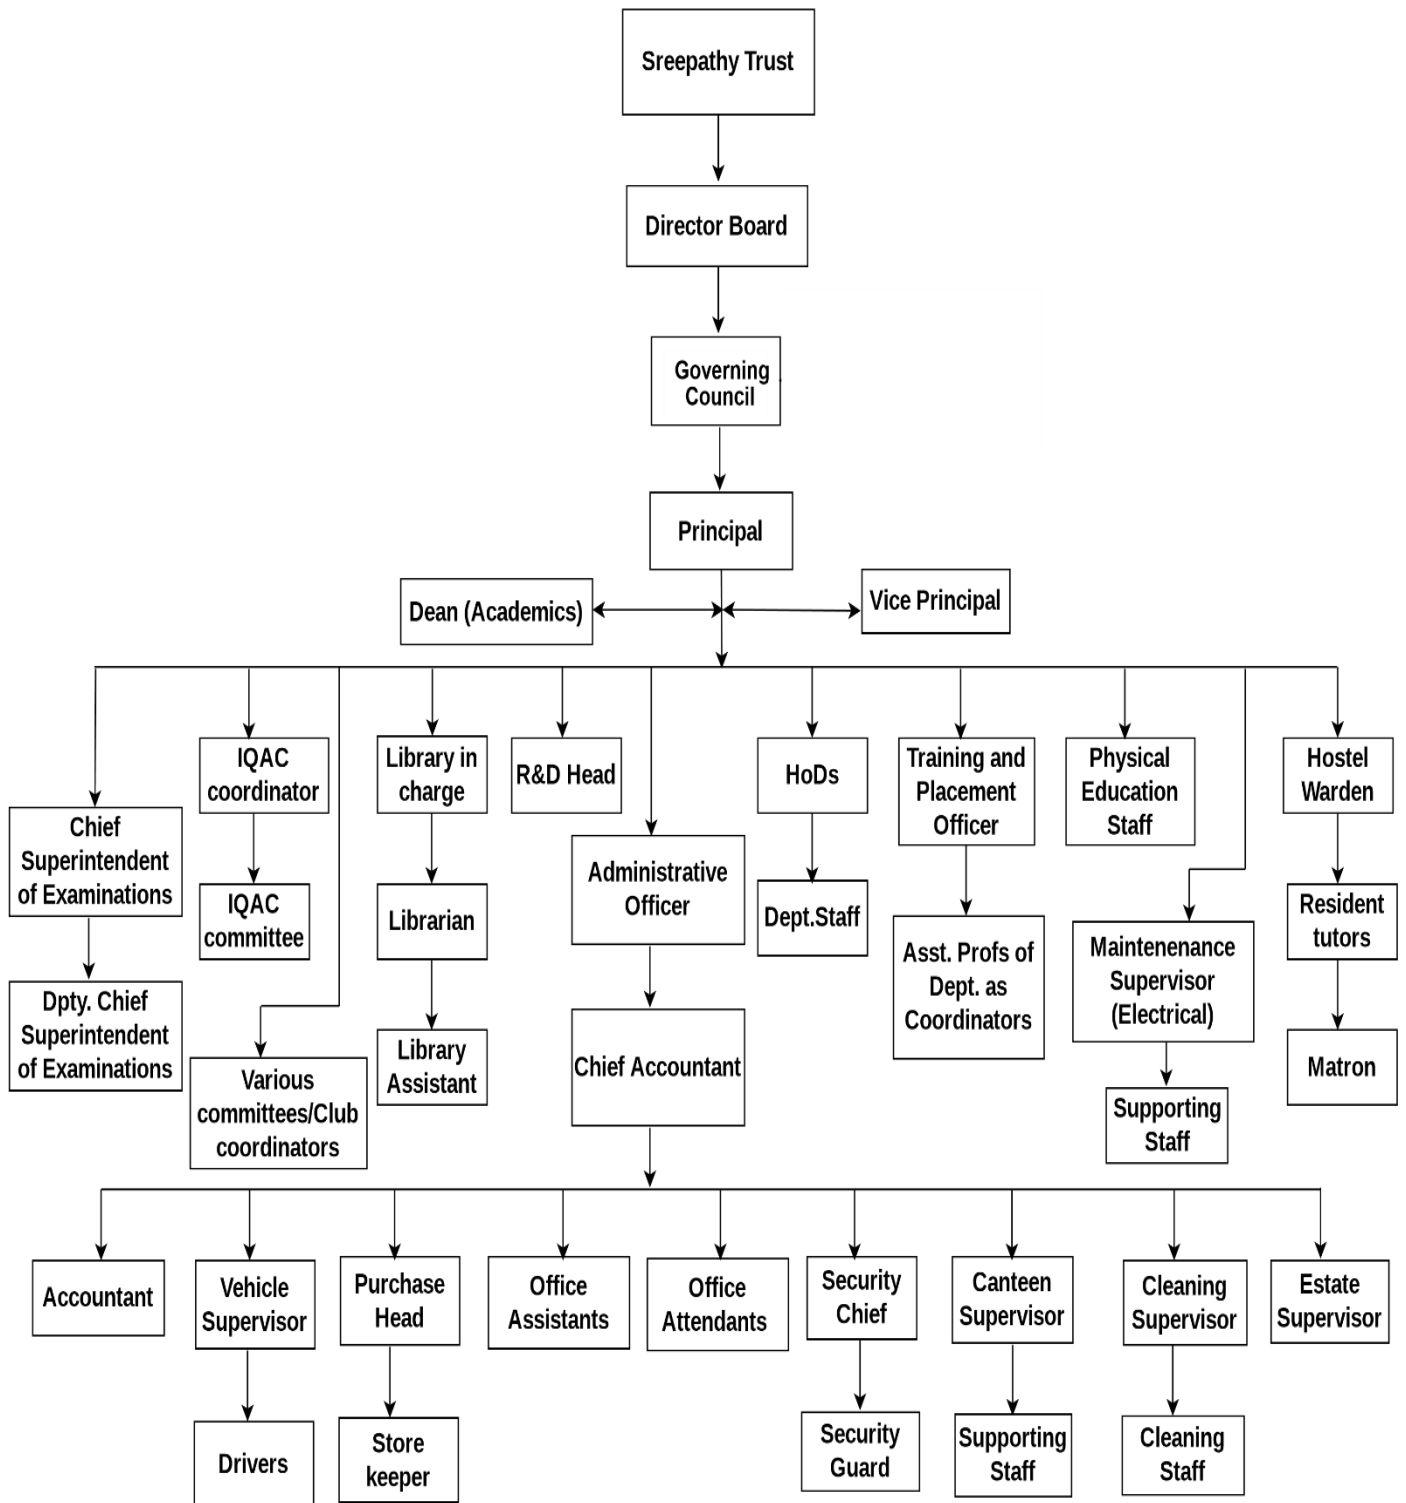 Sreepathy Trust
Director Board
Governing
Council
Principal
Dean (Academics)
Vice Principal
IQAC
coordinator
Library in
charge
R&D Head
HoDs
Training and
Placement
Officer
Physical
Education
Staff
Hostel
Warden
Chief
Superintendent
of Examinations
Administrative
Officer
IQAC
committee
Librarian
Dept.Staff
Asst. Profs of
Dept. as
Coordinators
Maintenenance
Supervisor
(Electrical)
Resident
tutors
Dpty. Chief
Superintendent
of Examinations
Various
committees/Club
coordinators
Library
Assistant
Chief Accountant
Supporting
Staff
Matron
Accountant
Vehicle
Supervisor
Purchase
Head
Office
Assistants
Office
Attendants
Security
Chief
Canteen
Supervisor
Cleaning
Supervisor
Estate
Supervisor
Drivers
Store
keeper
Security
Guard
Supporting
Staff
Cleaning
Staff